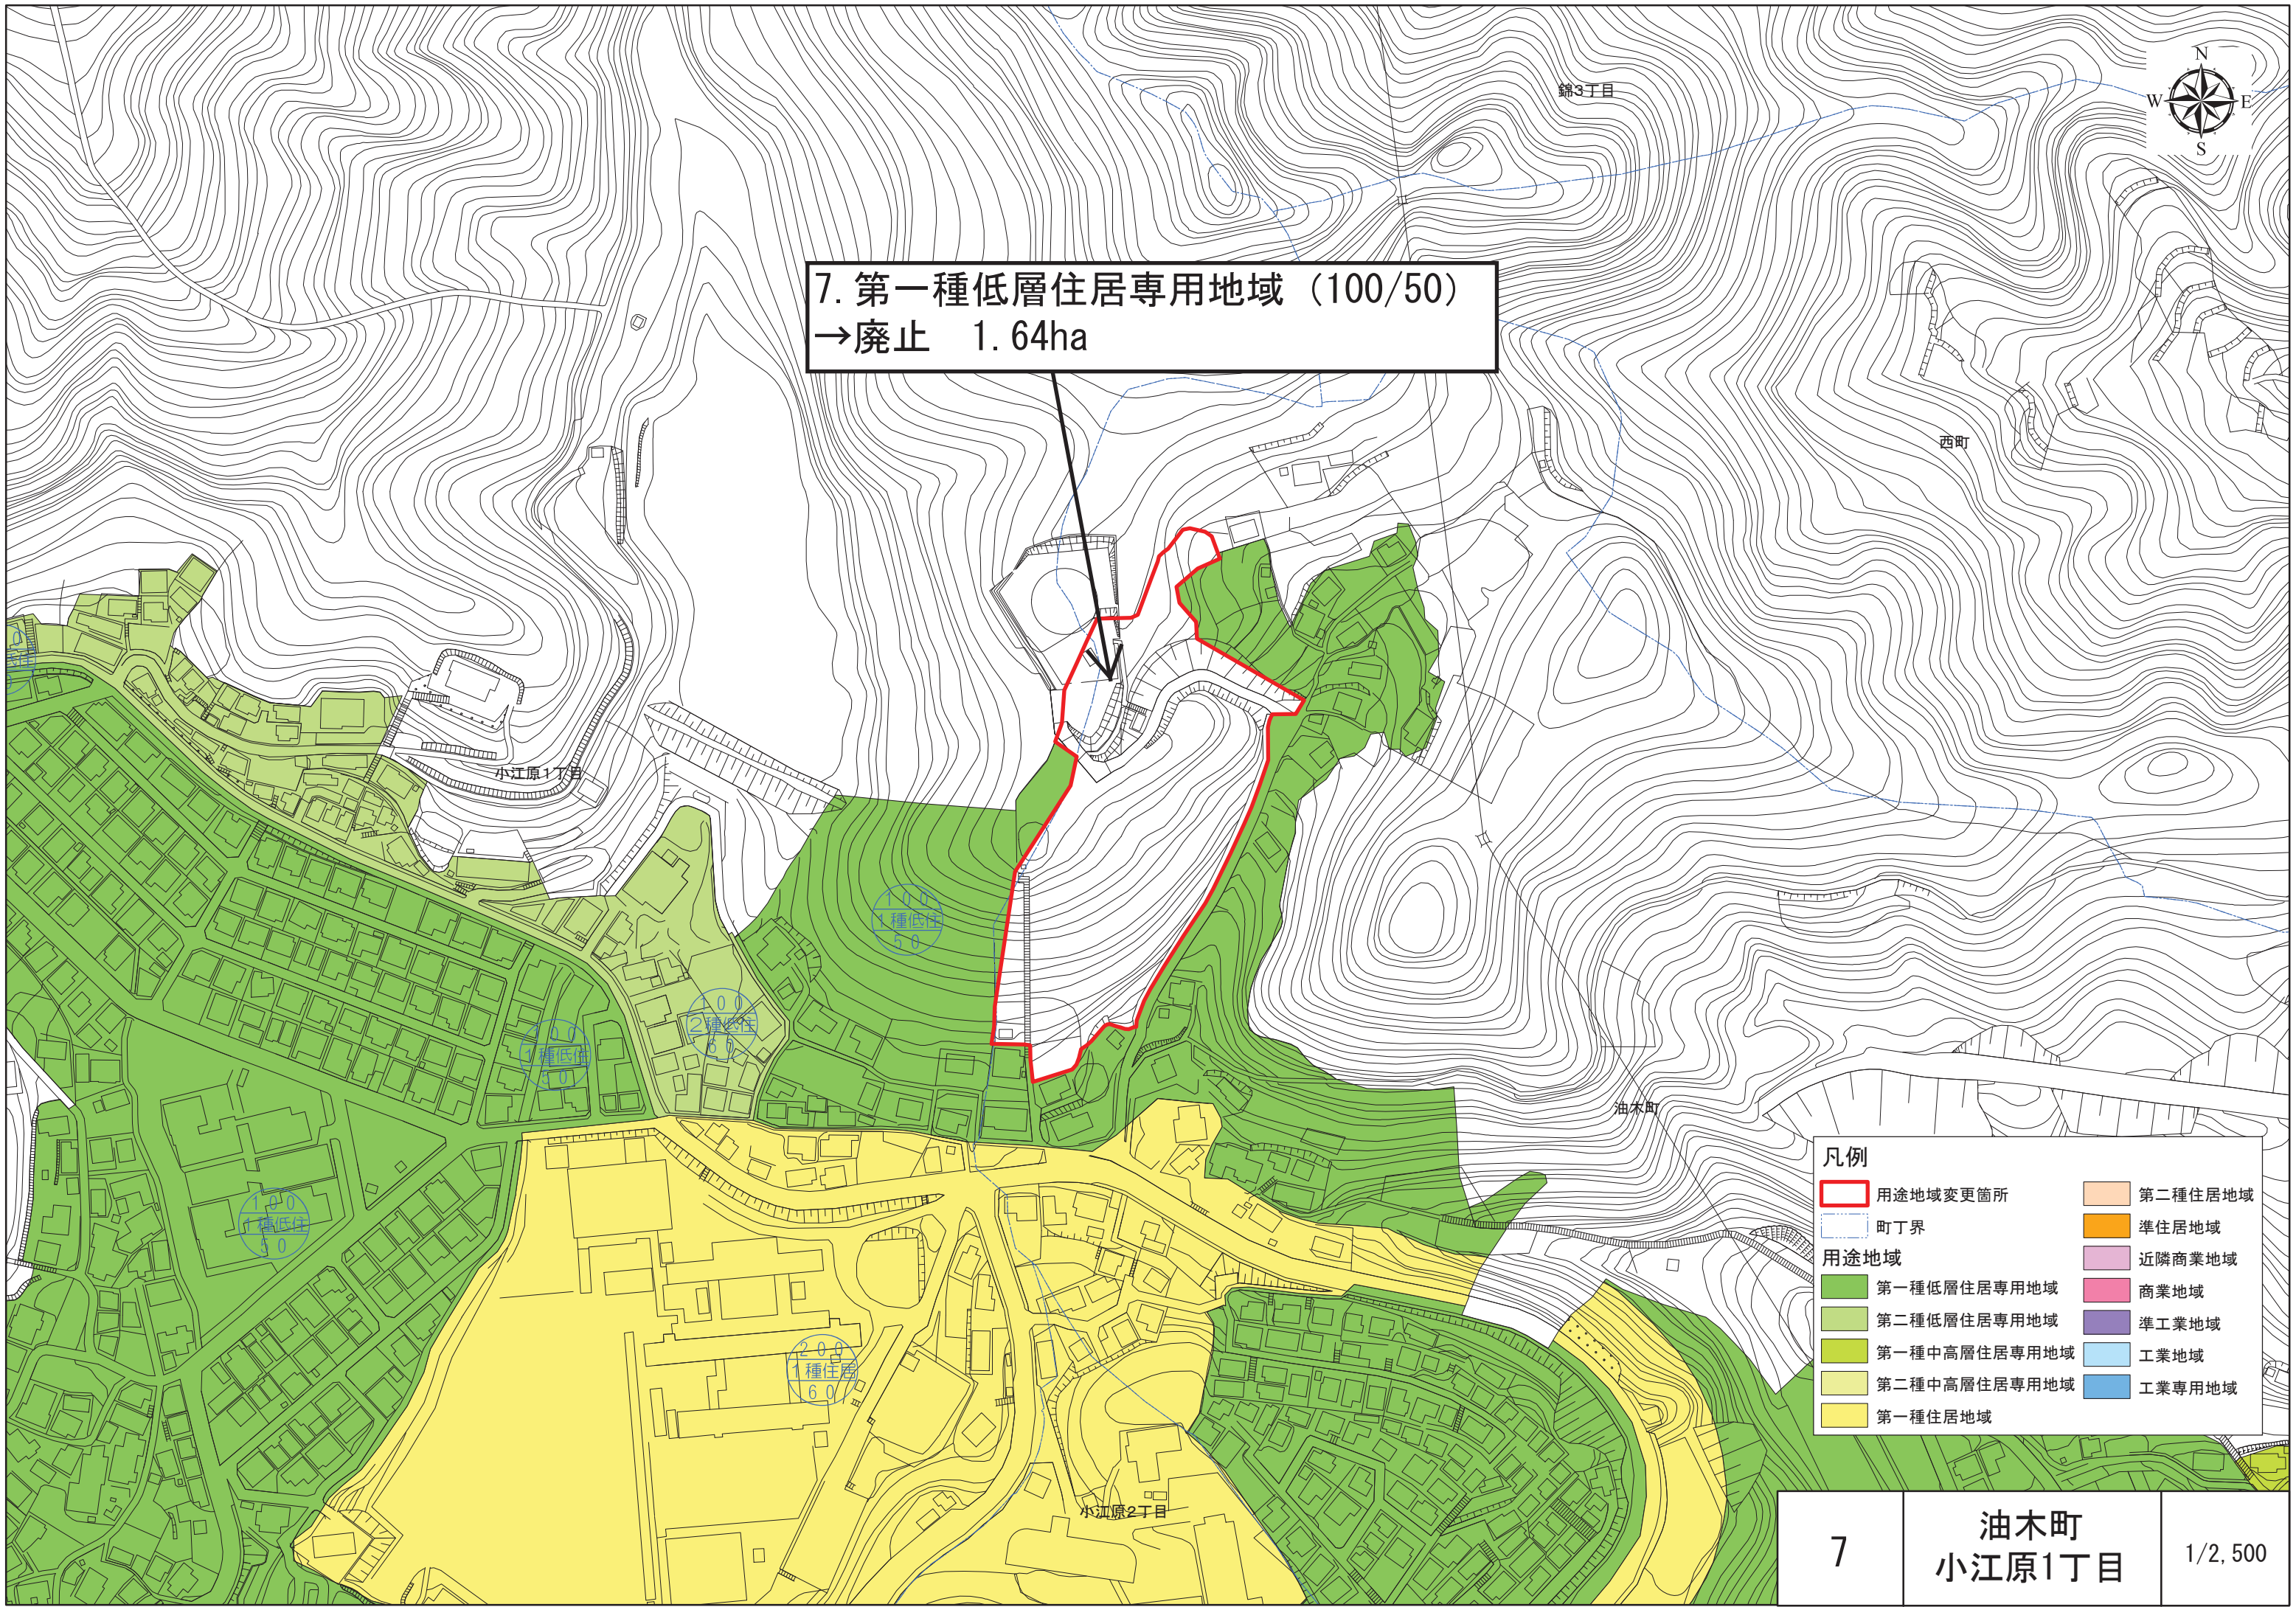 錦3丁目
N
W
E
S
7. 第一種低層住居専用地域 (100/50)
→廃止 1.64ha
西町
小江原1丁目
100
1種低住
50
100
2種低住
60
100
1種低住
50
100
1種低住
50
200
1種住居
60
油木町
小江原2丁目
凡例
用途地域変更箇所
町丁界
用途地域
第一種低層住居専用地域
第二種低層住居専用地域
第一種中高層住居専用地域
第二種中高層住居専用地域
第一種住居地域
第二種住居地域
準住居地域
近隣商業地域
商業地域
準工業地域
工業地域
工業専用地域
7
油木町
小江原1丁目
1/2,500